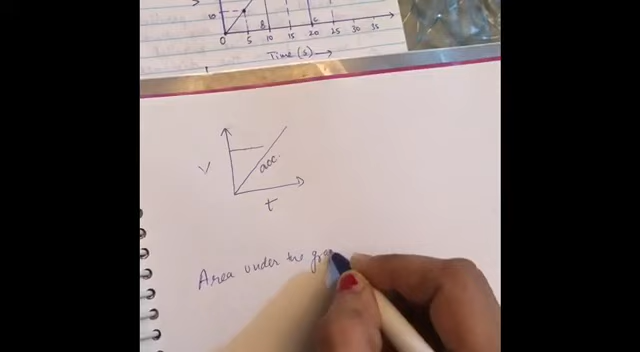 10
B
C
0 5 10 15 20 25 30 35
Time (s) →
V
acc.
t
Area under the gra